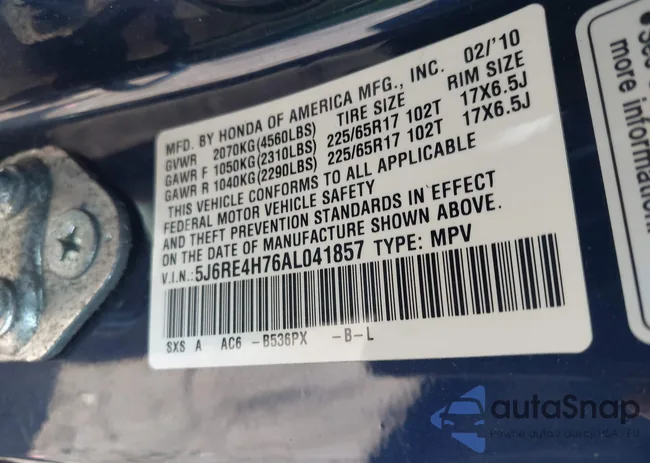 MFD. BY HONDA OF AMERICA MFG., INC. 02/'10
GVWR 2070KG(4560LBS) TIRE SIZE RIM SIZE
GAWR F 1050KG(2310LBS) 225/65R17 102T 17X6.5J
GAWR R 1040KG(2290LBS) 225/65R17 102T 17X6.5J
THIS VEHICLE CONFORMS TO ALL APPLICABLE
FEDERAL MOTOR VEHICLE SAFETY
AND THEFT PREVENTION STANDARDS IN EFFECT
ON THE DATE OF MANUFACTURE SHOWN ABOVE.
V.I.N.: 5J6RE4H76AL041857 TYPE: MPV
SXS A AC6 -B536PX -B-L
See
more information.
autaSnap